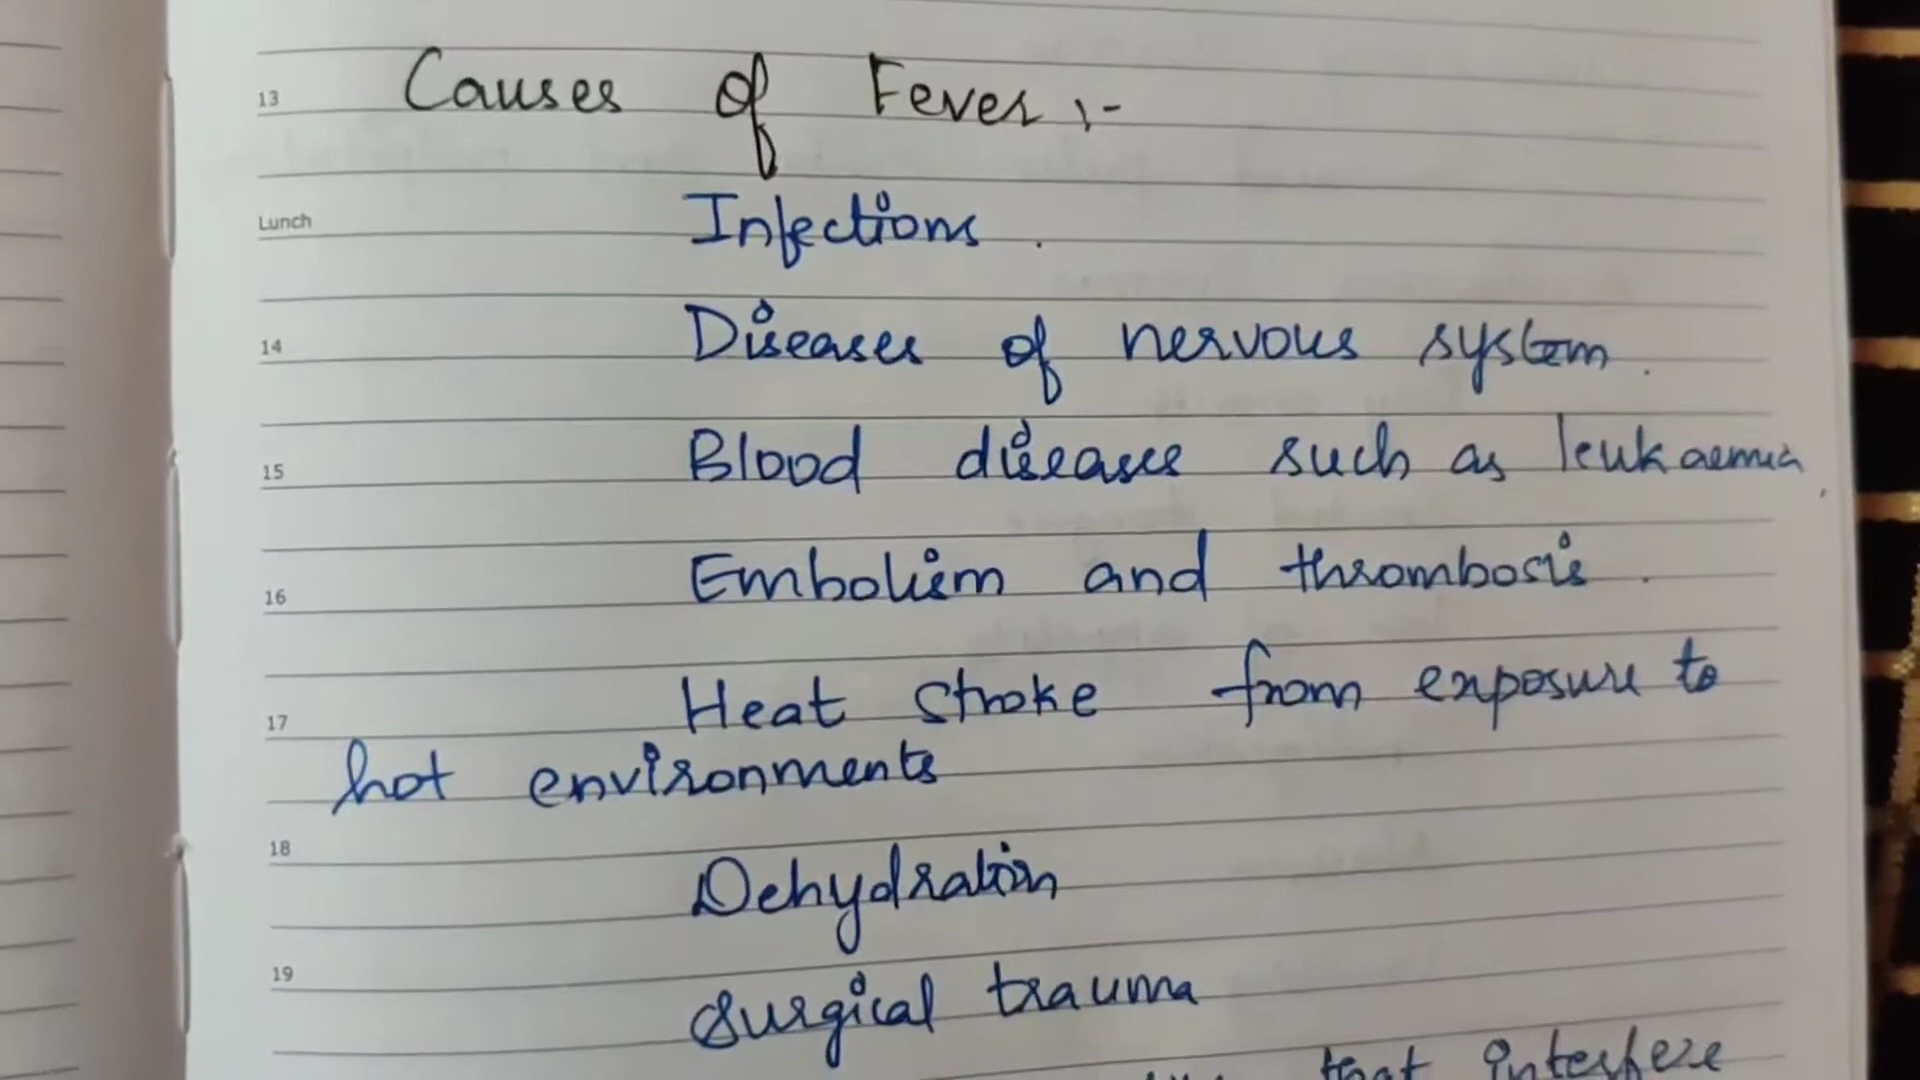 13 Causes of Fever :-
Lunch Infections.
14 Diseases of nervous system.
15 Blood diseases such as leukaemia,
16 Embolism and thrombosis.
17 Heat stroke from exposure to
hot environments
18 Dehydration
19 Surgical trauma
that interfere